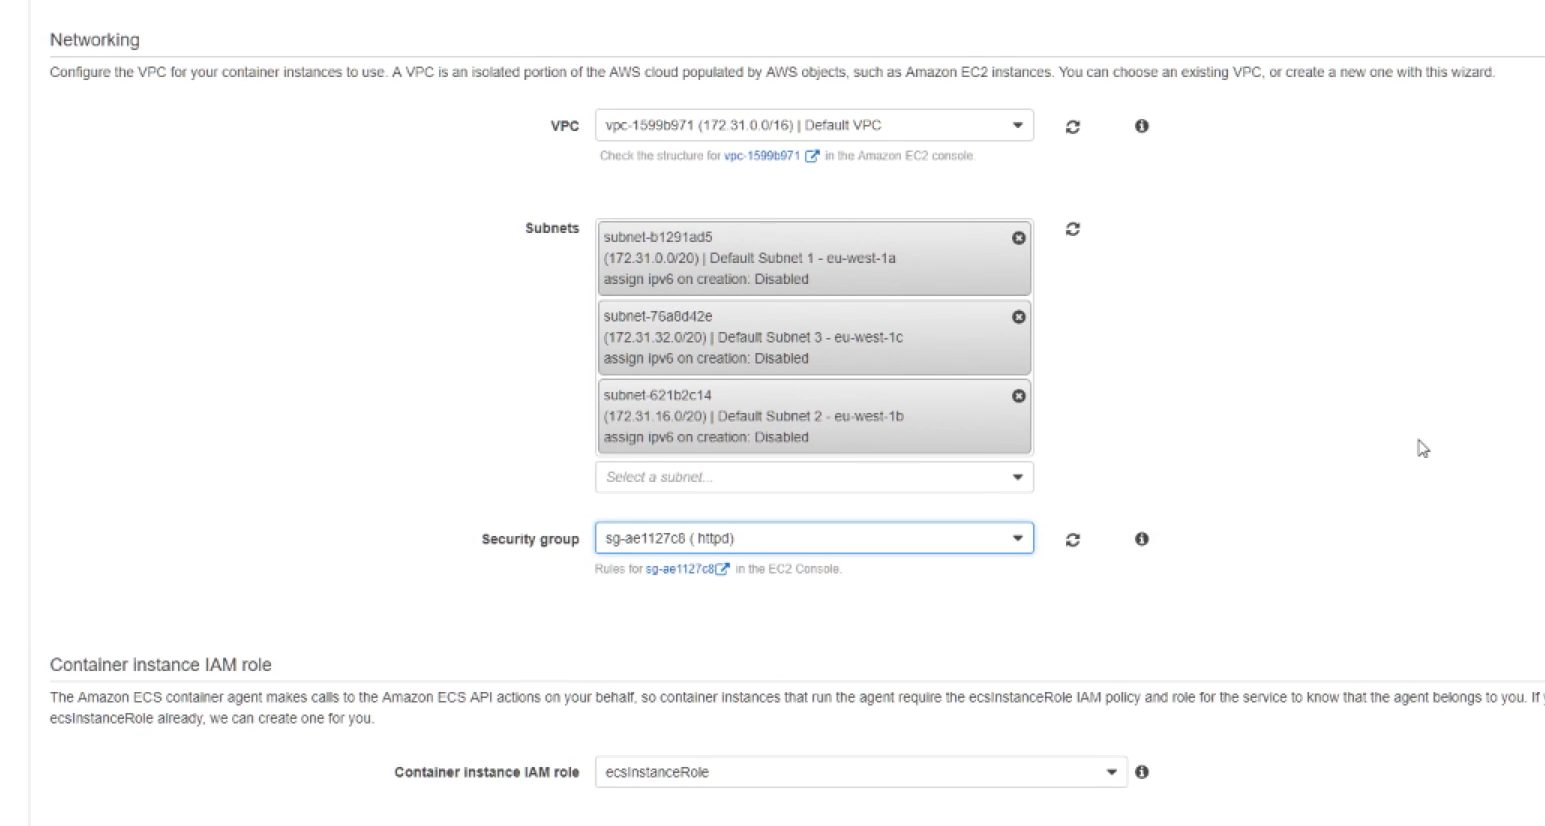 Networking
Configure the VPC for your container instances to use. A VPC is an isolated portion of the AWS cloud populated by AWS objects, such as Amazon EC2 instances. You can choose an existing VPC, or create a new one with this wizard.
VPC
vpc-1599b971 (172.31.0.0/16) | Default VPC
Check the structure for vpc-1599b971 in the Amazon EC2 console.
Subnets
subnet-b1291ad5
(172.31.0.0/20) | Default Subnet 1 - eu-west-1a
assign ipv6 on creation: Disabled
subnet-76a8d42e
(172.31.32.0/20) | Default Subnet 3 - eu-west-1c
assign ipv6 on creation: Disabled
subnet-621b2c14
(172.31.16.0/20) | Default Subnet 2 - eu-west-1b
assign ipv6 on creation: Disabled
Select a subnet...
Security group
sg-ae1127c8 ( httpd)
Rules for sg-ae1127c8 in the EC2 Console.
Container instance IAM role
The Amazon ECS container agent makes calls to the Amazon ECS API actions on your behalf, so container instances that run the agent require the ecsInstanceRole IAM policy and role for the service to know that the agent belongs to you. If
ecsInstanceRole already, we can create one for you.
Container instance IAM role
ecsInstanceRole